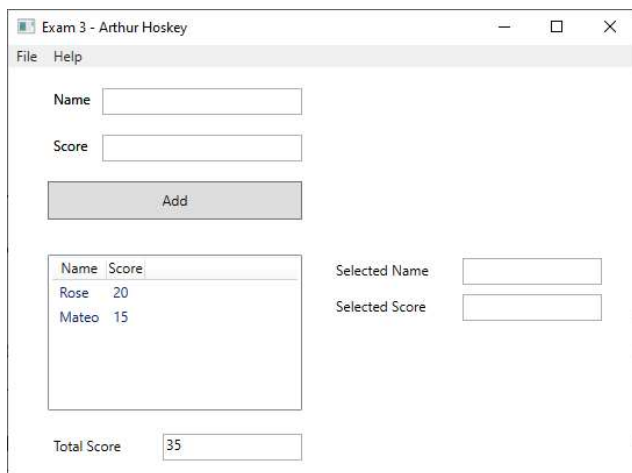 Exam 3 - Arthur Hoskey
File Help
Name
Score
Add
Name Score
Rose 20
Mateo 15
Selected Name
Selected Score
Total Score 35